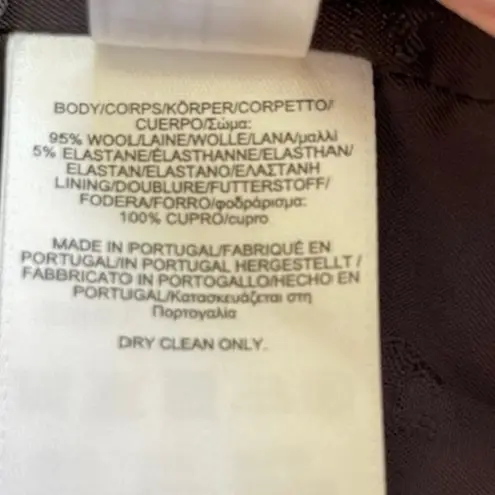 BODY/CORPS/KÖRPER/CORPETTO/
CUERPO/Σώμα:
95% WOOL/LAINE/WOLLE/LANA/μαλλί
5% ELASTANE/ÉLASTHANNE/ELASTHAN/
ELASTAN/ELASTANO/ΕΛΑΣΤΑΝΗ
LINING/DOUBLURE/FUTTERSTOFF/
FODERA/FORRO/φοδράρισμα:
100% CUPRO/cupro
MADE IN PORTUGAL/FABRIQUÉ EN
PORTUGAL/IN PORTUGAL HERGESTELLT /
FABBRICATO IN PORTOGALLO/HECHO EN
PORTUGAL/Κατασκευάζεται στη
Πορτογαλία
DRY CLEAN ONLY.